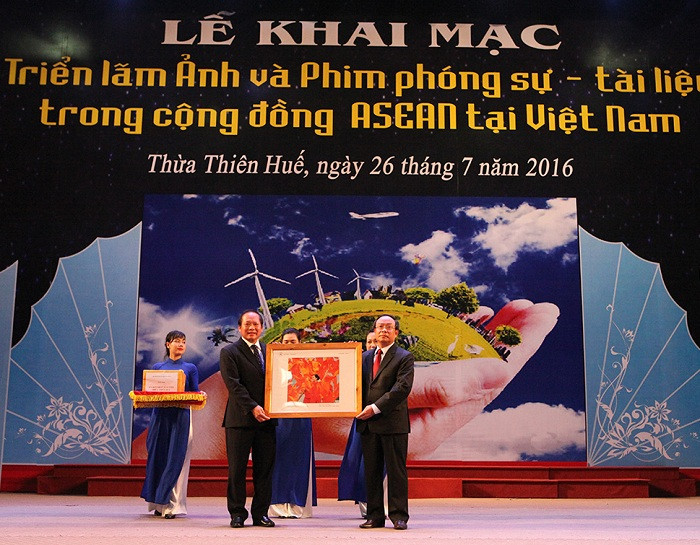 LỄ KHAI MẠC
Triển lãm Ảnh và Phim phóng sự - tài liệu
trong cộng đồng ASEAN tại Việt Nam
Thừa Thiên Huế, ngày 26 tháng 7 năm 2016